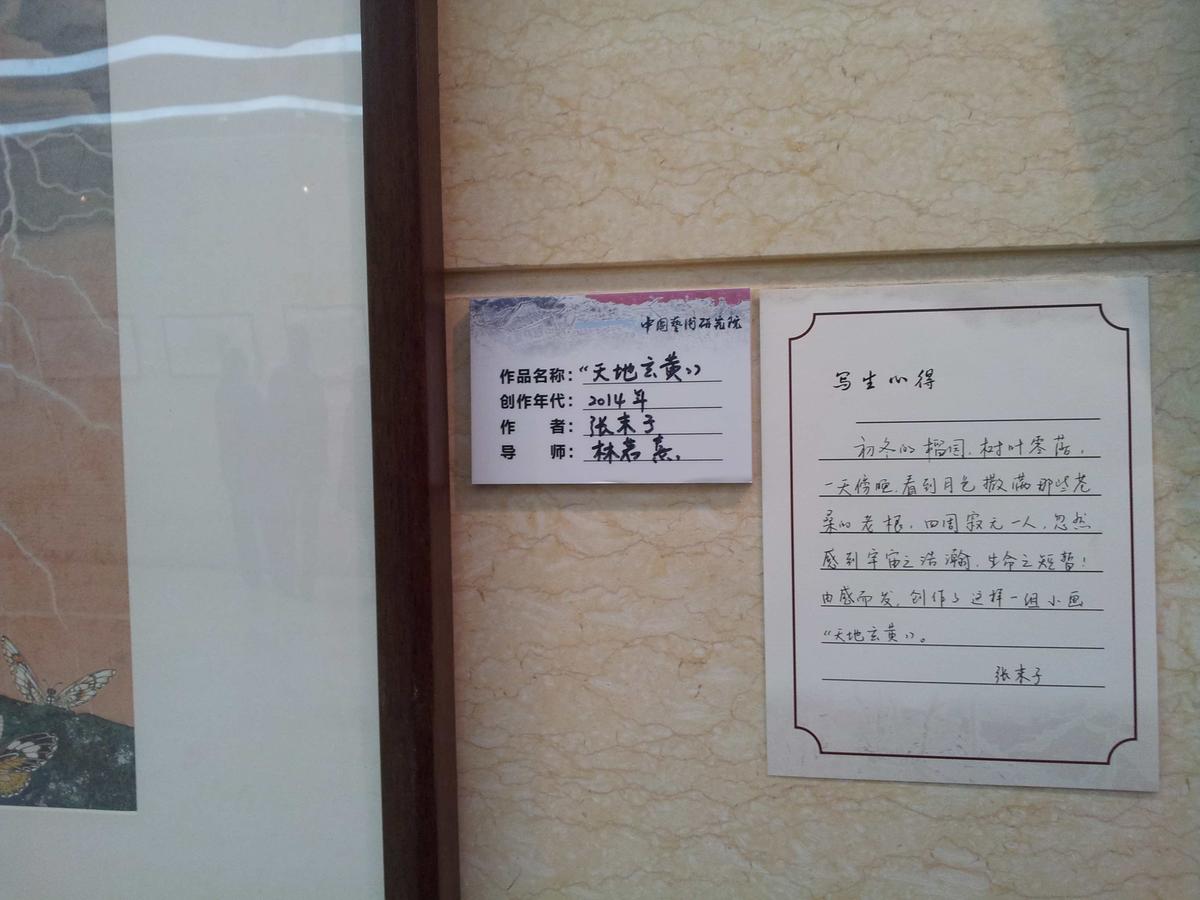 中国艺术研究院
作品名称：“天地玄黄”
创作年代：2014年
作　者：张末子
导　师：林若熹.
写生心得
初冬的榴园，树叶零落，
一天傍晚，看到月色撒满那些苍
桑的老根，四周寂无一人，忽然
感到宇宙之浩瀚，生命之短暂！
由感而发，创作了这样一组小画
“天地玄黄”。
张末子